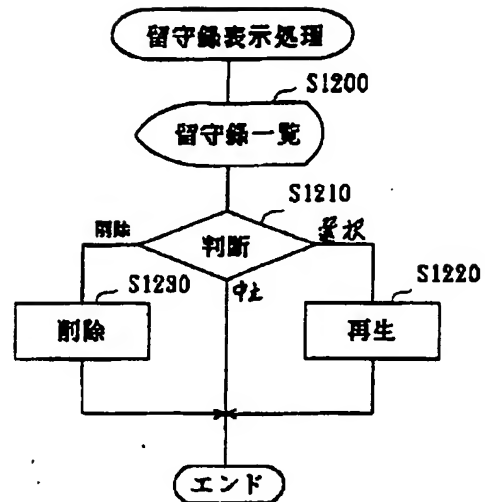 留守録表示処理
S1200
留守録一覧
S1210
削除
判断
選択
中止
S1230
S1220
削除
再生
エンド